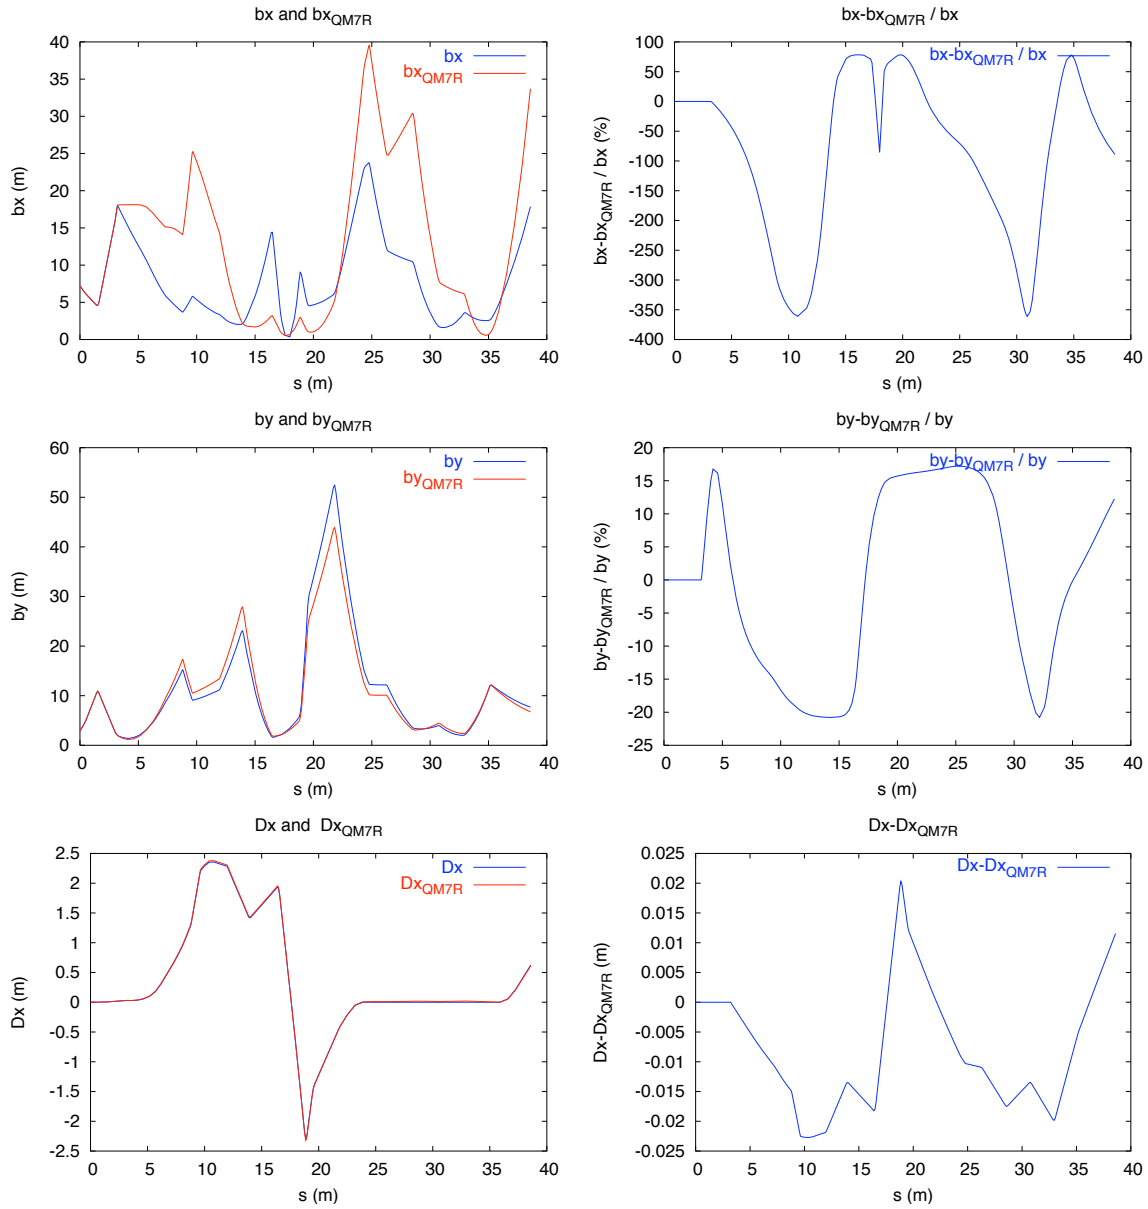 bx and bxQM7R
bx
bxQM7R
40
35
30
25
20
15
10
5
0
bx (m)
0 5 10 15 20 25 30 35 40
s (m)
bx-bxQM7R / bx
bx-bxQM7R / bx
100
50
0
-50
-100
-150
-200
-250
-300
-350
-400
bx-bxQM7R / bx (%)
0 5 10 15 20 25 30 35 40
s (m)
by and byQM7R
by
byQM7R
60
50
40
30
20
10
0
by (m)
0 5 10 15 20 25 30 35 40
s (m)
by-byQM7R / by
by-byQM7R / by
20
15
10
5
0
-5
-10
-15
-20
-25
by-byQM7R / by (%)
0 5 10 15 20 25 30 35 40
s (m)
Dx and DxQM7R
Dx
DxQM7R
2.5
2
1.5
1
0.5
0
-0.5
-1
-1.5
-2
-2.5
Dx (m)
0 5 10 15 20 25 30 35 40
s (m)
Dx-DxQM7R
Dx-DxQM7R
0.025
0.02
0.015
0.01
0.005
0
-0.005
-0.01
-0.015
-0.02
-0.025
Dx-DxQM7R (m)
0 5 10 15 20 25 30 35 40
s (m)